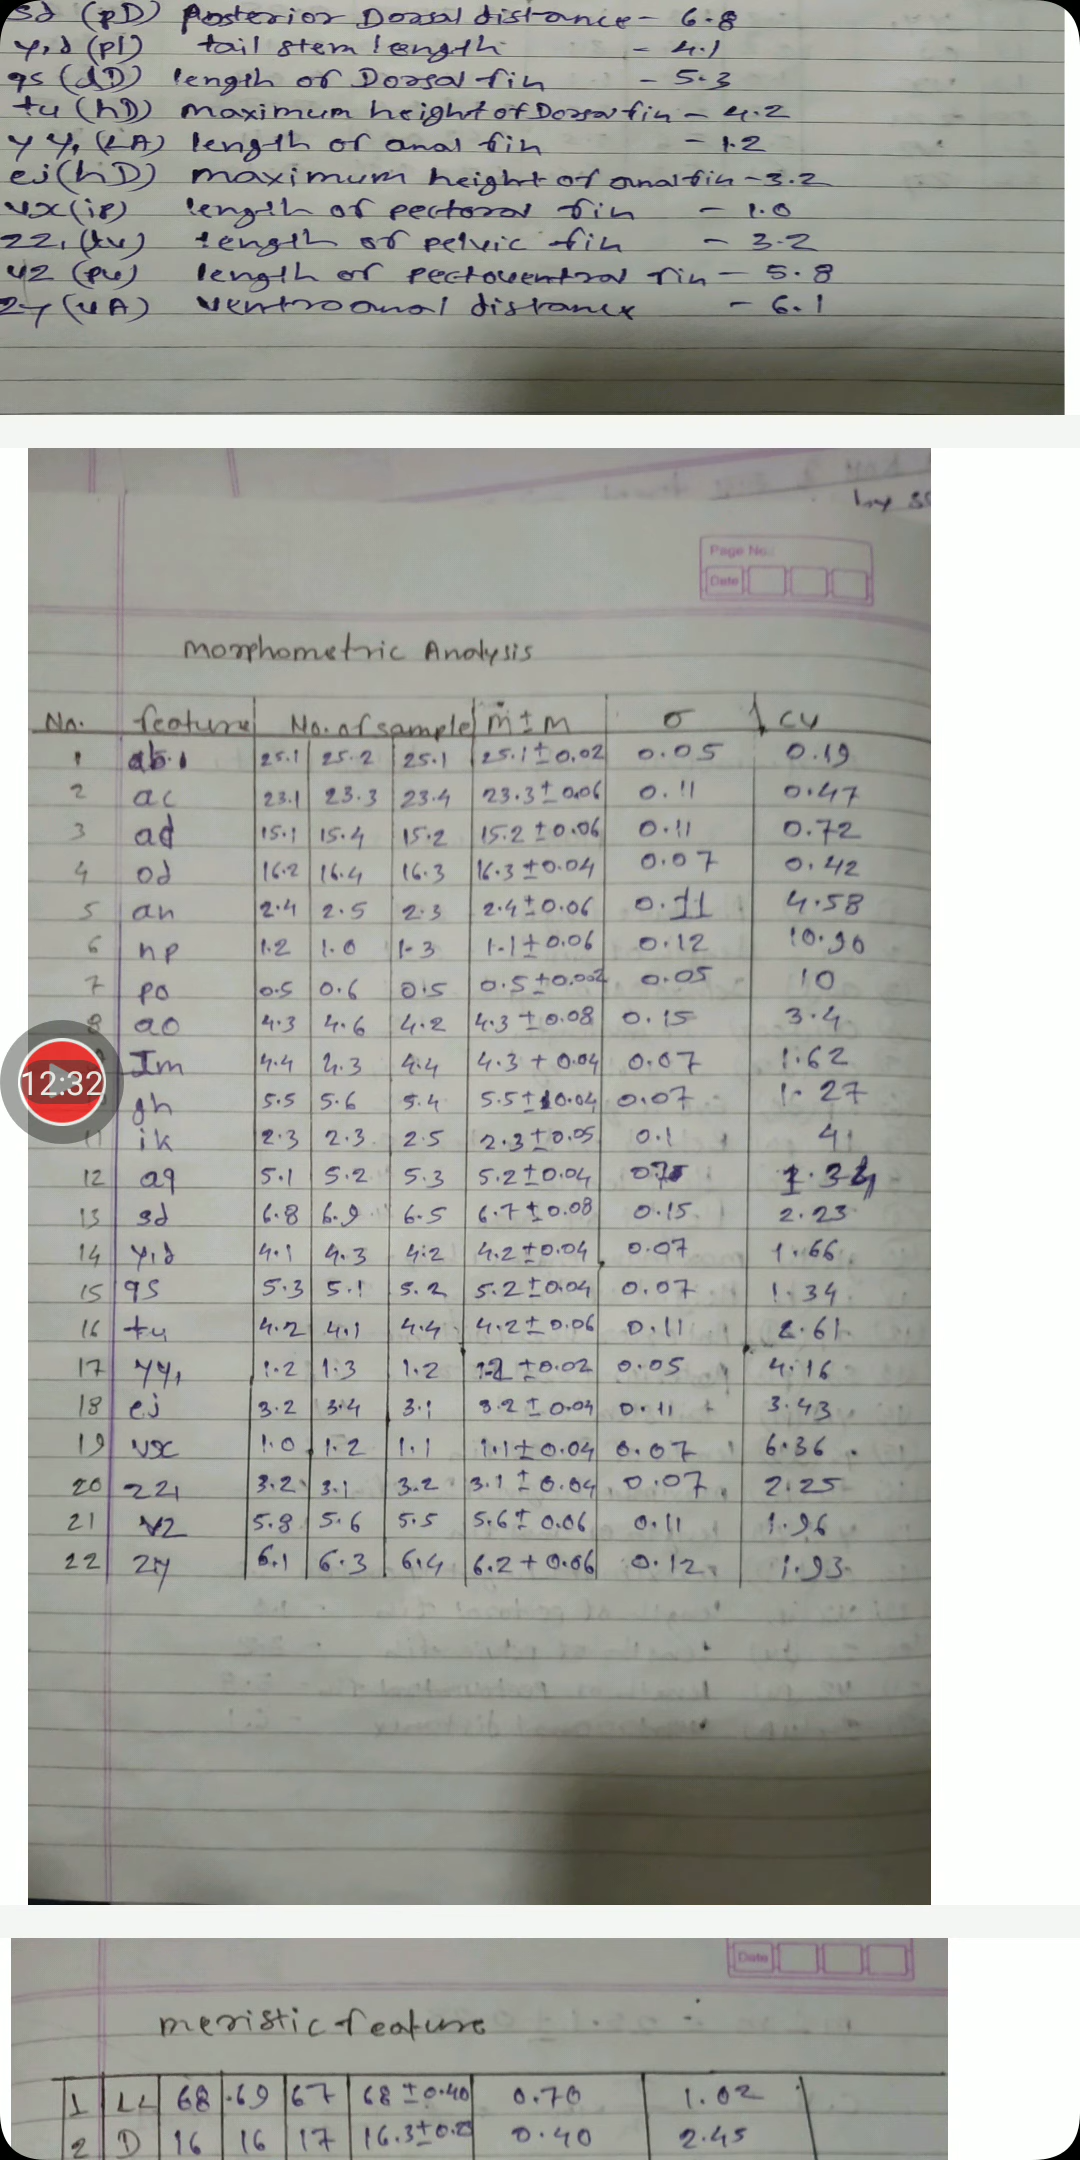 sd (pD) Posterior Dorsal distance - 6.8
y,d (pl) tail stem length - 4.1
qs (dD) length of Dorsal fin - 5.3
tu (hD) maximum height of Dorsal fin - 4.2
yy, (LA) length of anal fin - 1.2
ej (hD) maximum height of anal fin - 3.2
vx (ip) length of pectoral fin - 1.0
zz, (iv) length of pelvic fin - 3.2
vz (pv) length of pectoventral fin - 5.8
zy (vA) ventroanal distance - 6.1
by
Page No.:
Date
morphometric Analysis
No. feature No. of sample m ± m σ cv
1 ab.1 25.1 25.2 25.1 25.1 ± 0.02 0.05 0.19
2 ac 23.1 23.3 23.4 23.3 ± 0.06 0.11 0.47
3 ad 15.1 15.4 15.2 15.2 ± 0.06 0.11 0.72
4 od 16.2 16.4 16.3 16.3 ± 0.04 0.07 0.42
5 an 2.4 2.5 2.3 2.4 ± 0.06 0.11 4.58
6 np 1.2 1.0 1.3 1.1 ± 0.06 0.12 10.90
7 po 0.5 0.6 0.5 0.5 ± 0.002 0.05 10
8 ao 4.3 4.6 4.2 4.3 ± 0.08 0.15 3.4
Im 4.4 4.3 4.4 4.3 + 0.04 0.07 1.62
gh 5.5 5.6 5.4 5.5 ± 0.04 0.07 1.27
11 ik 2.3 2.3 2.5 2.3 ± 0.05 0.1 4
12 aq 5.1 5.2 5.3 5.2 ± 0.04 1.34
13 sd 6.8 6.9 6.5 6.7 ± 0.08 0.15 2.23
14 y,d 4.1 4.3 4.2 4.2 ± 0.04 0.07 1.66
15 qs 5.3 5.1 5.2 5.2 ± 0.04 0.07 1.34
16 tu 4.2 4.1 4.4 4.2 ± 0.06 0.11 2.61
17 yy, 1.2 1.3 1.2 1.2 ± 0.02 0.05 4.16
18 ej 3.2 3.4 3.1 3.2 ± 0.04 0.11 3.43
19 vx 1.0 1.2 1.1 1.1 ± 0.04 0.07 6.36
20 zz, 3.2 3.1 3.2 3.1 ± 0.04 0.07 2.25
21 vz 5.8 5.6 5.5 5.6 ± 0.06 0.11 1.96
22 zy 6.1 6.3 6.4 6.2 + 0.06 0.12 1.93
12:32
Date
meristic feature
1 LL 68 69 67 68 ± 0.40 0.70 1.02
2 D 16 16 17 0.40 2.45